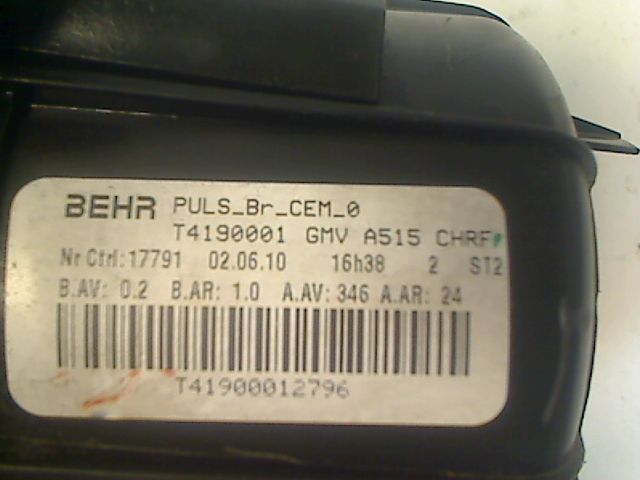 BEHR PULS_Br_CEM_0
T4190001 GMV A515 CHRF
Nr Ctrl:17791 02.06.10 16h38 2 ST2
B.AV: 0.2 B.AR: 1.0 A.AV: 346 A.AR: 24
T41900012796